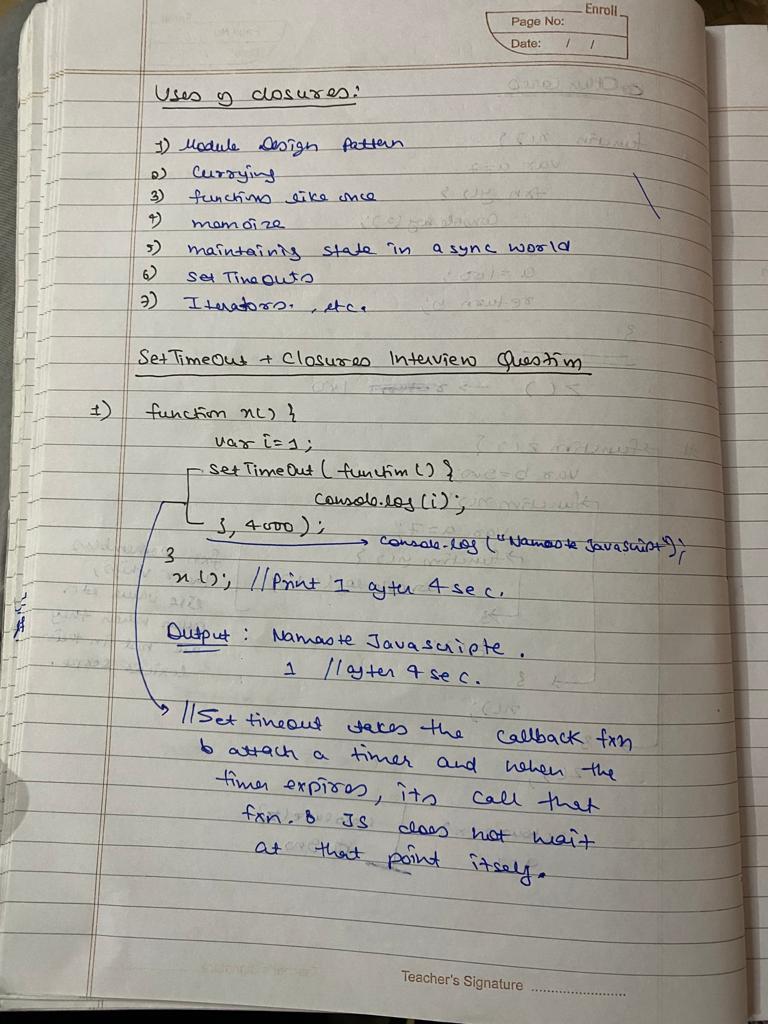 Enroll
Page No:
Date: / /
Uses of closures:
1) Module Design Pattern
2) Currying
3) functions like once
4) memoize
5) maintaining state in async world
6) Set Timeouts
7) Iterators. , etc.
SetTimeOut + Closures Interview Question
1) function x() {
var i=1;
setTimeOut( function() {
console.log(i);
}, 4000);
console.log("Namaste Javascript");
}
x(); //Print 1 after 4 sec.
Output : Namaste Javascripte.
1 //after 4 sec.
//Set timeout takes the callback fxn
& attach a timer and when the
timer expires, its call that
fxn. & JS does not wait
at that point itself.
Teacher's Signature ......................